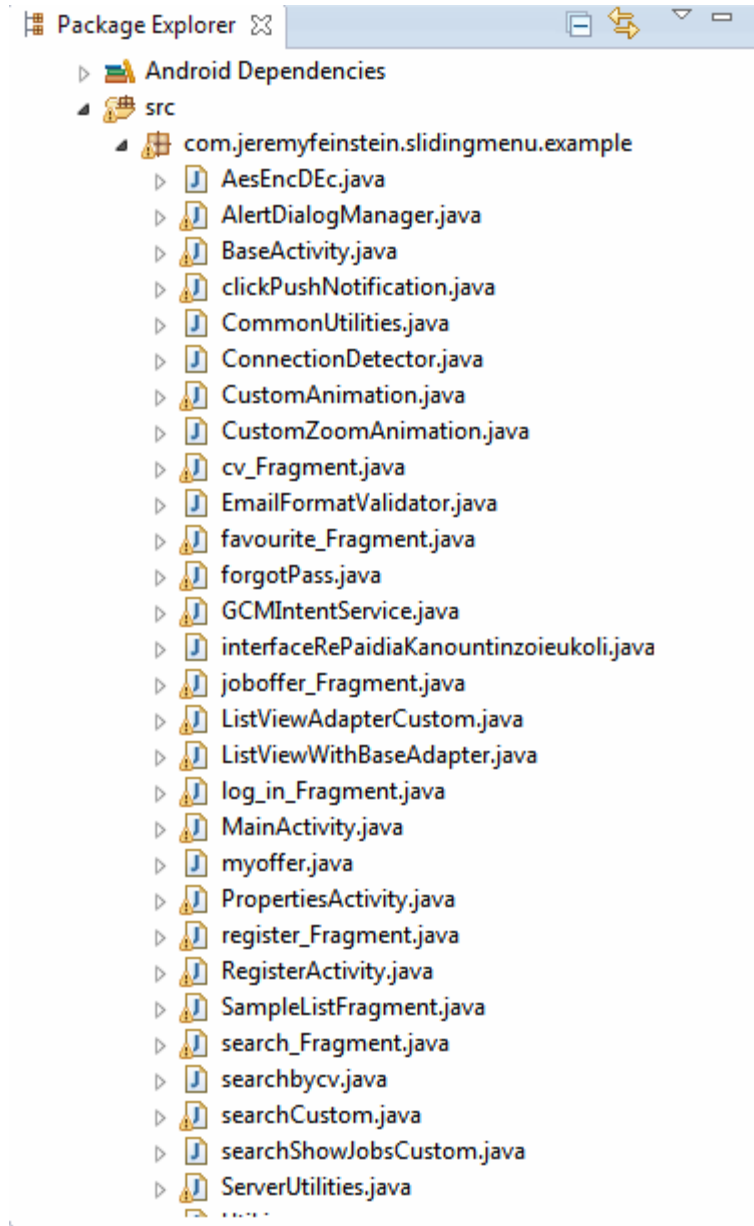 Package Explorer
Android Dependencies
src
com.jeremyfeinstein.slidingmenu.example
AesEncDEc.java
AlertDialogManager.java
BaseActivity.java
clickPushNotification.java
CommonUtilities.java
ConnectionDetector.java
CustomAnimation.java
CustomZoomAnimation.java
cv_Fragment.java
EmailFormatValidator.java
favourite_Fragment.java
forgotPass.java
GCMIntentService.java
interfaceRePaidiaKanountinzoieukoli.java
joboffer_Fragment.java
ListViewAdapterCustom.java
ListViewWithBaseAdapter.java
log_in_Fragment.java
MainActivity.java
myoffer.java
PropertiesActivity.java
register_Fragment.java
RegisterActivity.java
SampleListFragment.java
search_Fragment.java
searchbycv.java
searchCustom.java
searchShowJobsCustom.java
ServerUtilities.java